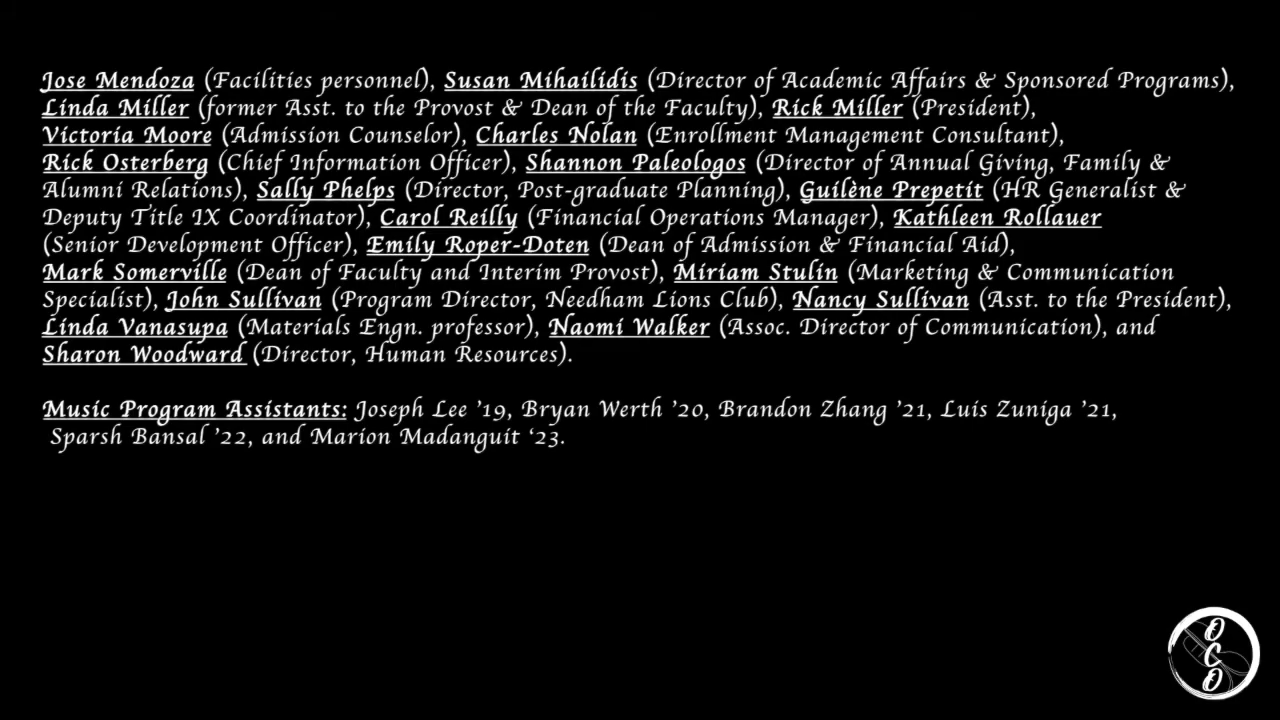 Jose Mendoza (Facilities personnel), Susan Mihailidis (Director of Academic Affairs & Sponsored Programs),
Linda Miller (former Asst. to the Provost & Dean of the Faculty), Rick Miller (President),
Victoria Moore (Admission Counselor), Charles Nolan (Enrollment Management Consultant),
Rick Osterberg (Chief Information Officer), Shannon Paleologos (Director of Annual Giving, Family &
Alumni Relations), Sally Phelps (Director, Post-graduate Planning), Guilène Prepetit (HR Generalist &
Deputy Title IX Coordinator), Carol Reilly (Financial Operations Manager), Kathleen Rollauer
(Senior Development Officer), Emily Roper-Doten (Dean of Admission & Financial Aid),
Mark Somerville (Dean of Faculty and Interim Provost), Miriam Stulin (Marketing & Communication
Specialist), John Sullivan (Program Director, Needham Lions Club), Nancy Sullivan (Asst. to the President),
Linda Vanasupa (Materials Engn. professor), Naomi Walker (Assoc. Director of Communication), and
Sharon Woodward (Director, Human Resources).
Music Program Assistants: Joseph Lee ’19, Bryan Werth ’20, Brandon Zhang ’21, Luis Zuniga ’21,
Sparsh Bansal ’22, and Marion Madanguit ‘23.
O
C
O